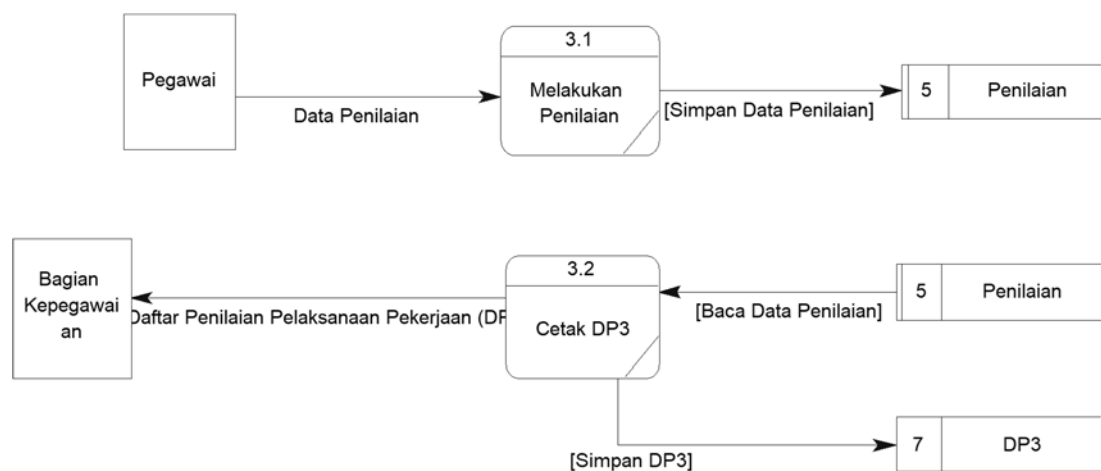 3.1
Pegawai
Melakukan
Penilaian
5
Penilaian
Data Penilaian
[Simpan Data Penilaian]
3.2
Bagian
Kepegawai
an
Daftar Penilaian Pelaksanaan Pekerjaan (DP
Cetak DP3
5
Penilaian
[Baca Data Penilaian]
7
DP3
[Simpan DP3]